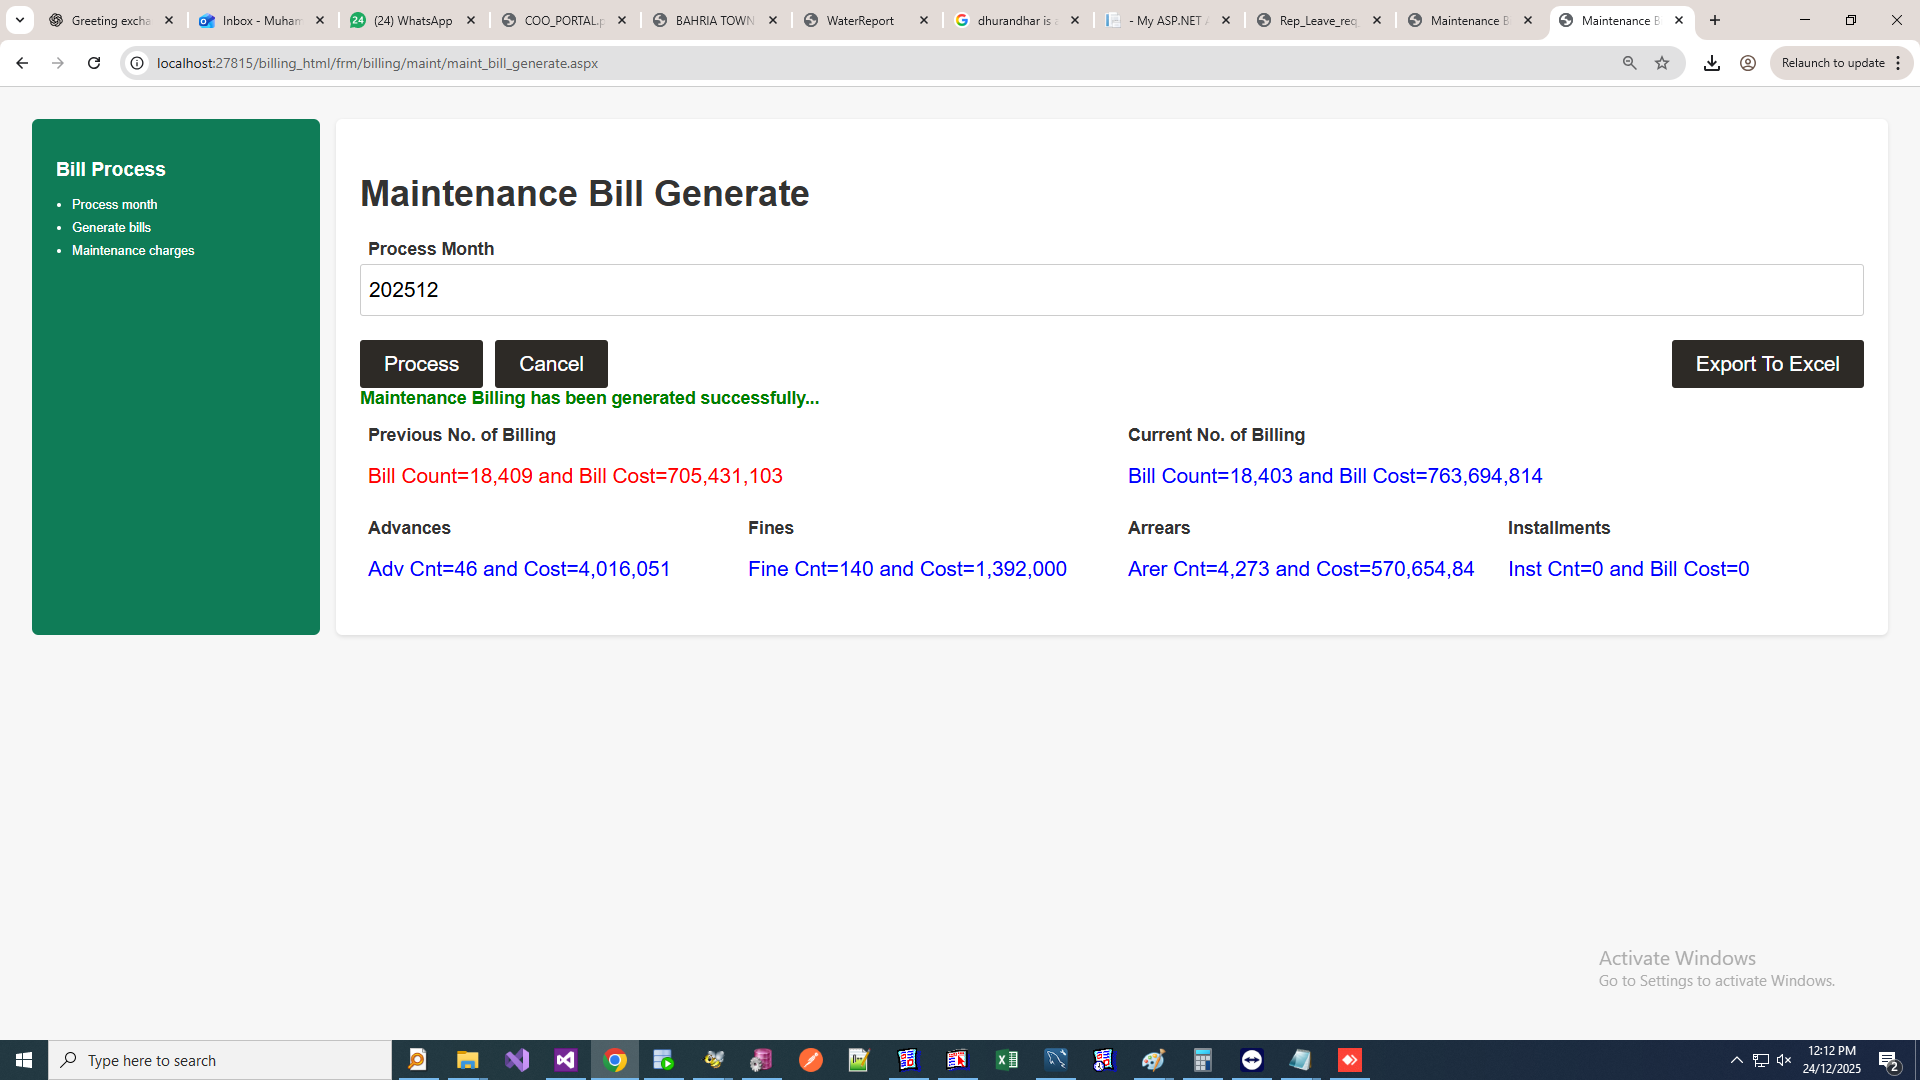 Greeting excha
Inbox - Muham
24
(24) WhatsApp
COO_PORTAL.p
BAHRIA TOWN
WaterReport
dhurandhar is a
- My ASP.NET A
Rep_Leave_req
Maintenance B
Maintenance B
localhost:27815/billing_html/frm/billing/maint/maint_bill_generate.aspx
Relaunch to update
Bill Process
Process month
Generate bills
Maintenance charges
Maintenance Bill Generate
Process Month
202512
Process
Cancel
Export To Excel
Maintenance Billing has been generated successfully...
Previous No. of Billing
Current No. of Billing
Bill Count=18,409 and Bill Cost=705,431,103
Bill Count=18,403 and Bill Cost=763,694,814
Advances
Fines
Arrears
Installments
Adv Cnt=46 and Cost=4,016,051
Fine Cnt=140 and Cost=1,392,000
Arer Cnt=4,273 and Cost=570,654,84
Inst Cnt=0 and Bill Cost=0
Activate Windows
Go to Settings to activate Windows.
Type here to search
12:12 PM
24/12/2025
2